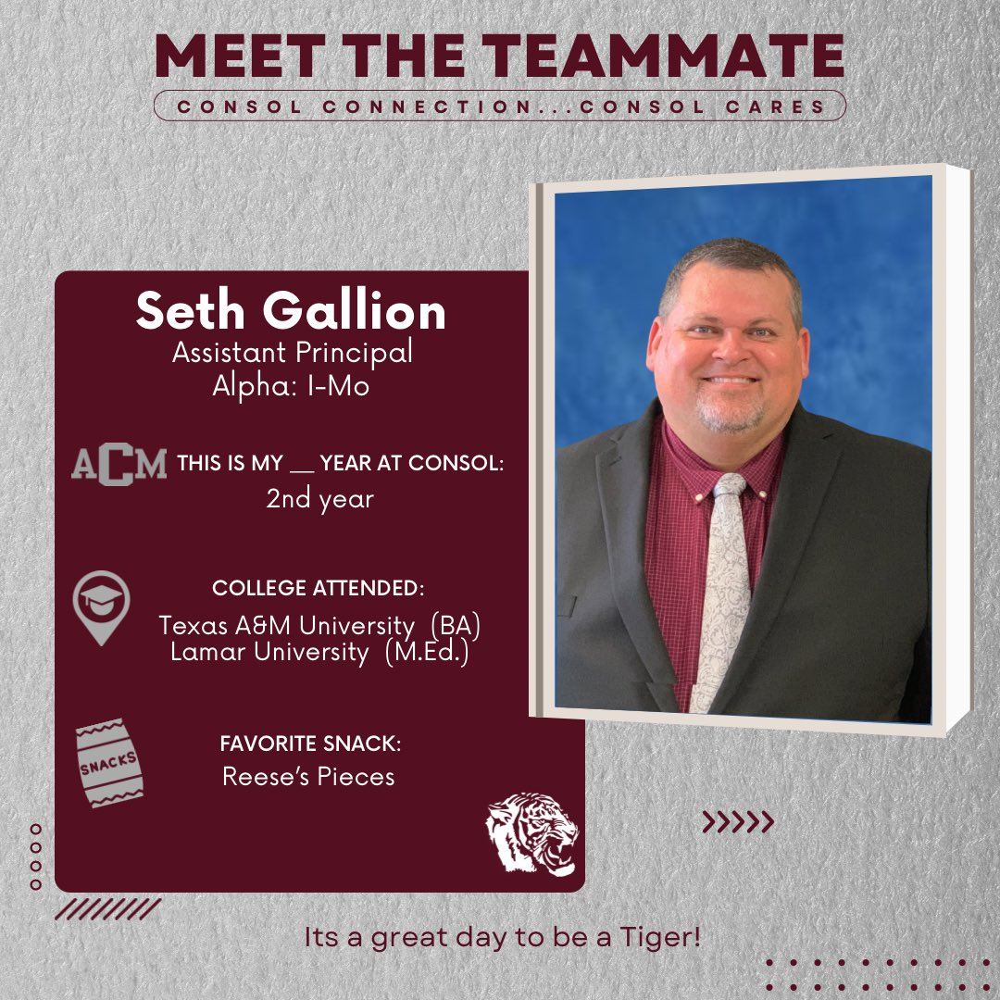 MEET THE TEAMMATE
CONSOL CONNECTION...CONSOL CARES
Seth Gallion
Assistant Principal
Alpha: I-Mo
ACM
THIS IS MY __ YEAR AT CONSOL:
2nd year
COLLEGE ATTENDED:
Texas A&M University (BA)
Lamar University (M.Ed.)
SNACKS
FAVORITE SNACK:
Reese's Pieces
Its a great day to be a Tiger!